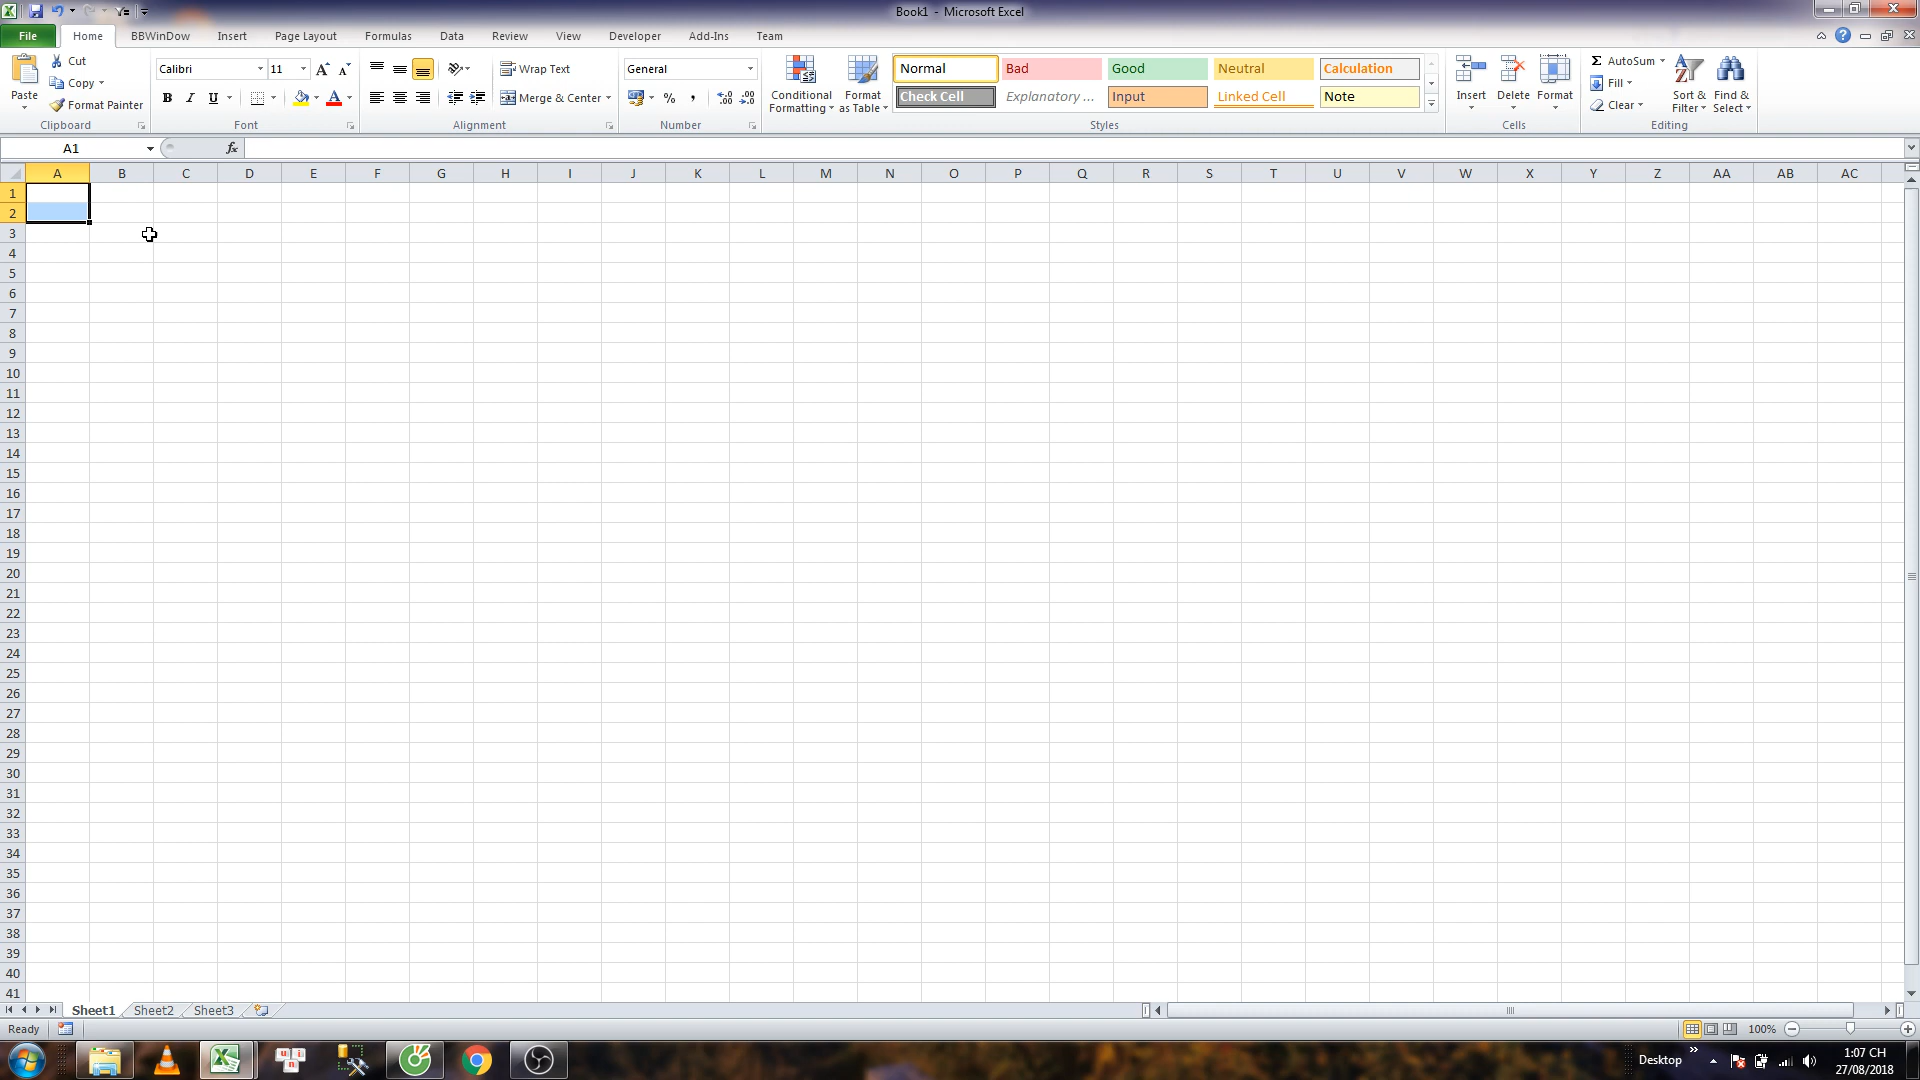 Book1 - Microsoft Excel
File Home BBWinDow Insert Page Layout Formulas Data Review View Developer Add-Ins Team
Paste
Cut
Copy
Format Painter
Clipboard
Calibri 11
B I U A
Font
Wrap Text
Merge & Center
Alignment
General
% ,
Number
Conditional Formatting
Format as Table
Normal Bad Good Neutral Calculation
Check Cell Explanatory ... Input Linked Cell Note
Styles
Insert Delete Format
Cells
Σ AutoSum
Fill
Clear
Sort & Filter
Find & Select
Editing
A1 fx
A B C D E F G H I J K L M N O P Q R S T U V W X Y Z AA AB AC
1
2
3
4
5
6
7
8
9
10
11
12
13
14
15
16
17
18
19
20
21
22
23
24
25
26
27
28
29
30
31
32
33
34
35
36
37
38
39
40
41
Sheet1 Sheet2 Sheet3
Ready 100%
Desktop 1:07 CH
27/08/2018